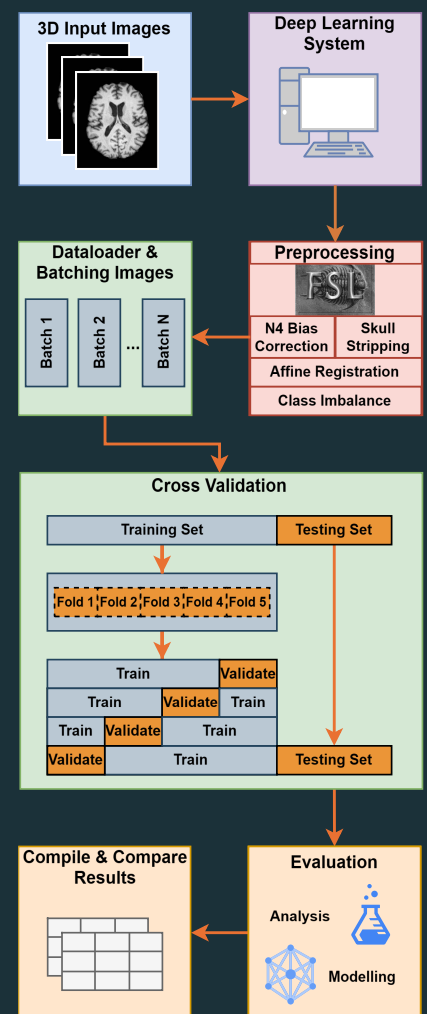 3D Input Images
Deep Learning
System
Preprocessing
FSL
N4 Bias
Correction
Skull
Stripping
Affine Registration
Class Imbalance
Dataloader &
Batching Images
Batch 1
Batch 2
...
Batch N
Cross Validation
Training Set
Testing Set
Fold 1
Fold 2
Fold 3
Fold 4
Fold 5
Train
Validate
Train
Validate
Train
Train
Validate
Train
Validate
Train
Testing Set
Evaluation
Analysis
Modelling
Compile & Compare
Results